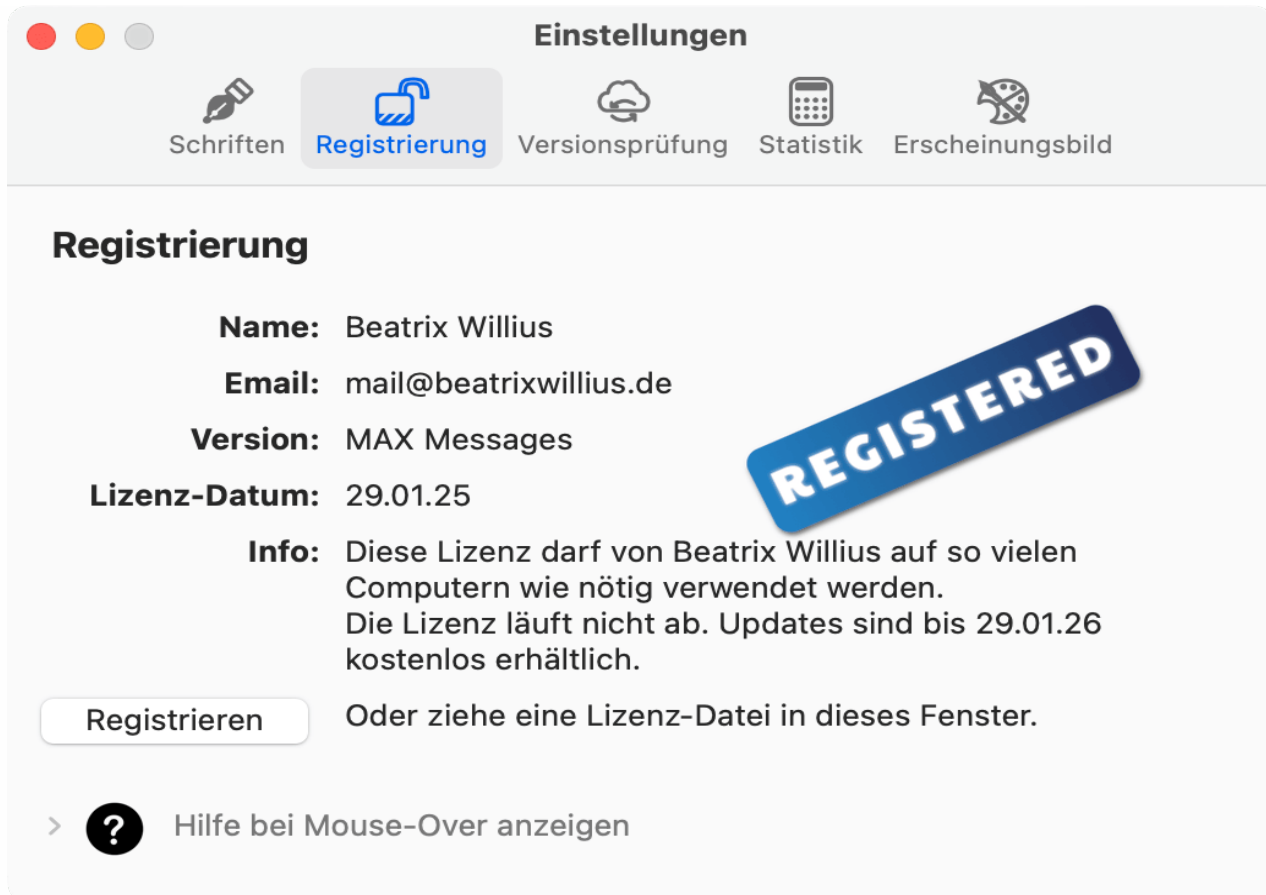 Einstellungen
Schriften
Registrierung
Versionsprüfung
Statistik
Erscheinungsbild
Registrierung
Name: Beatrix Willius
Email: mail@beatrixwillius.de
Version: MAX Messages
Lizenz-Datum: 29.01.25
REGISTERED
Info: Diese Lizenz darf von Beatrix Willius auf so vielen
Computern wie nötig verwendet werden.
Die Lizenz läuft nicht ab. Updates sind bis 29.01.26
kostenlos erhältlich.
Registrieren
Oder ziehe eine Lizenz-Datei in dieses Fenster.
? Hilfe bei Mouse-Over anzeigen